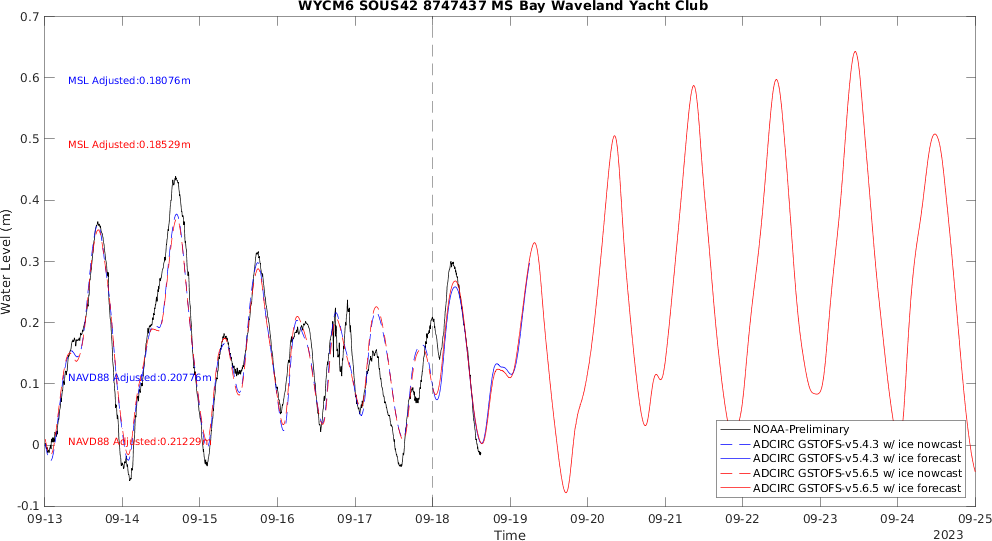 WYCM6 SOUS42 8747437 MS Bay Waveland Yacht Club
0.7
0.6
0.5
0.4
0.3
0.2
0.1
0
-0.1
Water Level (m)
MSL Adjusted:0.18076m
MSL Adjusted:0.18529m
NAVD88 Adjusted:0.20776m
NAVD88 Adjusted:0.21229m
NOAA-Preliminary
ADCIRC GSTOFS-v5.4.3 w/ ice nowcast
ADCIRC GSTOFS-v5.4.3 w/ ice forecast
ADCIRC GSTOFS-v5.6.5 w/ ice nowcast
ADCIRC GSTOFS-v5.6.5 w/ ice forecast
09-13 09-14 09-15 09-16 09-17 09-18 09-19 09-20 09-21 09-22 09-23 09-24 09-25
Time
2023